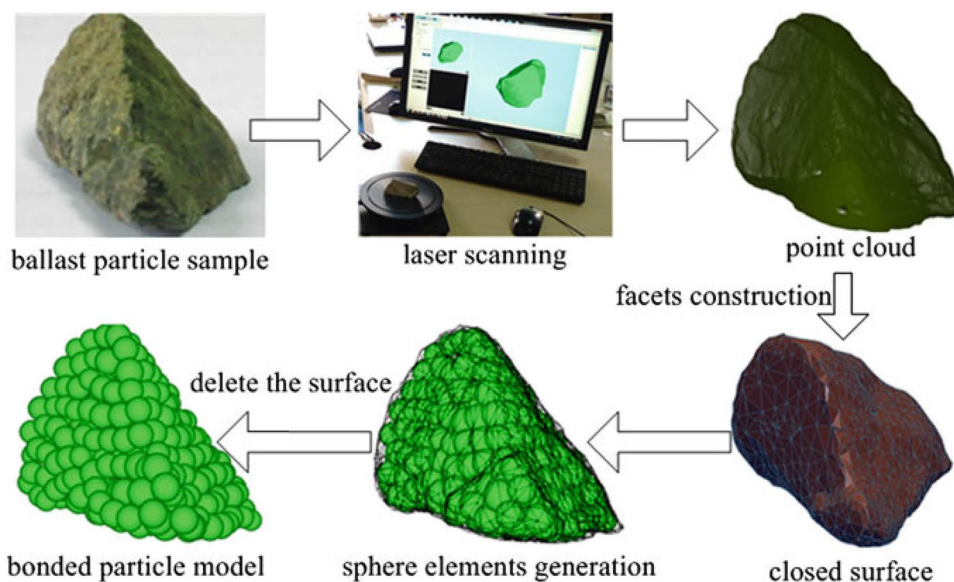 ballast particle sample
laser scanning
point cloud
facets construction
closed surface
sphere elements generation
delete the surface
bonded particle model